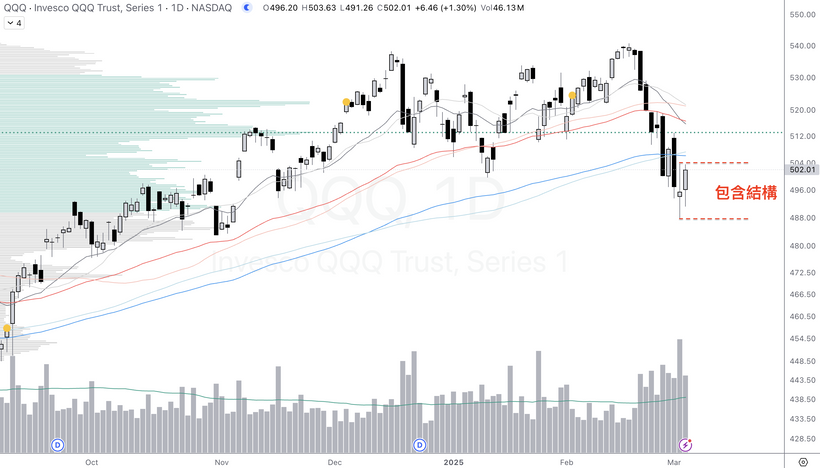 QQQ · Invesco QQQ Trust, Series 1 · 1D · NASDAQ O496.20 H503.63 L491.26 C502.01 +6.46 (+1.30%) Vol46.13M
4
550.00
540.00
530.00
520.00
512.00
504.00
502.01
496.00
488.00
480.00
472.50
466.50
460.50
454.50
448.50
443.50
438.50
433.50
428.50
包含結構
QQQ, 1D
Invesco QQQ Trust, Series 1
D
D
Oct Nov Dec 2025 Feb Mar